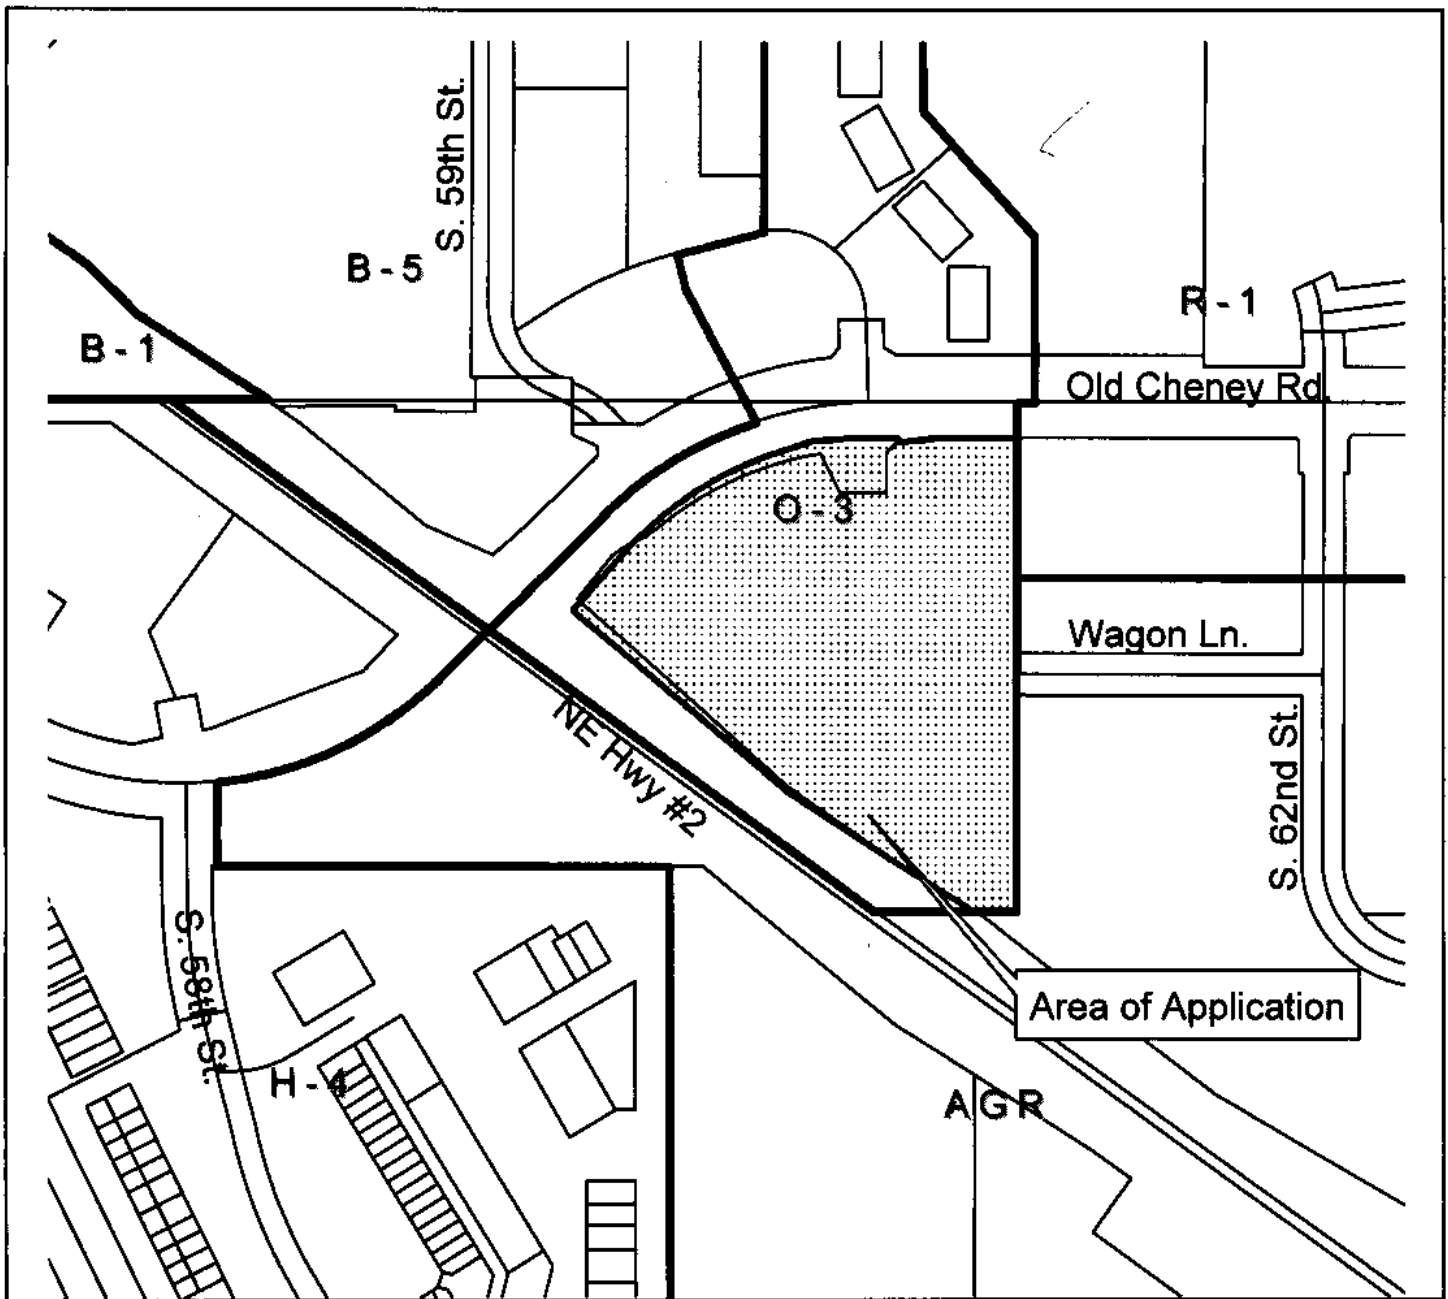 S. 59th St.
B - 5
R - 1
B - 1
Old Cheney Rd.
O - 3
Wagon Ln.
NE Hwy #2
S. 62nd St.
S. 58th St.
Area of Application
H - 4
A G R